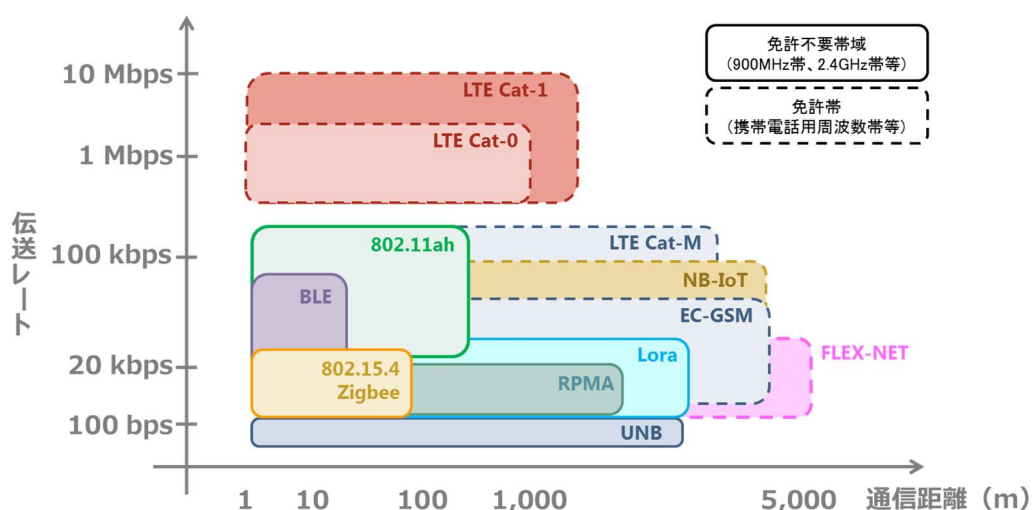 免許不要帯域
（900MHz帯、2.4GHz帯等）
免許帯
（携帯電話用周波数帯等）
伝送レート
10 Mbps
1 Mbps
100 kbps
20 kbps
100 bps
LTE Cat-1
LTE Cat-0
802.11ah
LTE Cat-M
NB-IoT
BLE
EC-GSM
Lora
FLEX-NET
802.15.4
Zigbee
RPMA
UNB
1
10
100
1,000
5,000
通信距離（m）